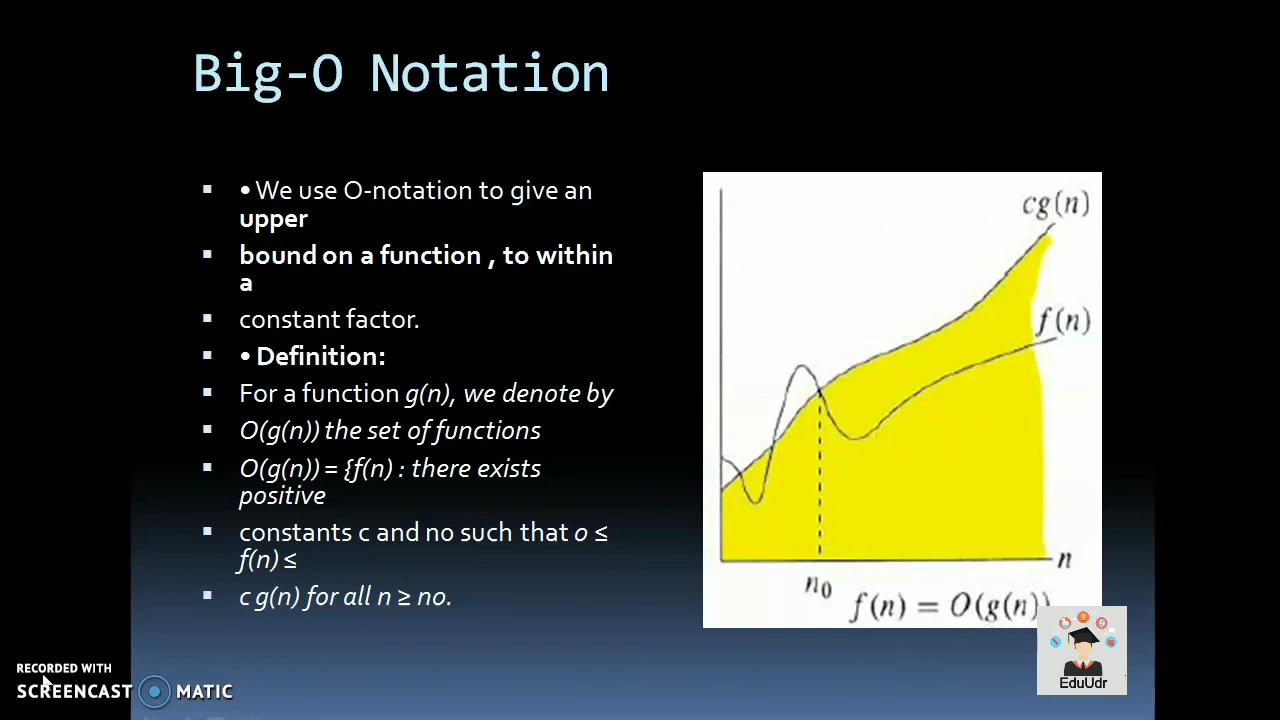 Big-O Notation
▪ • We use O-notation to give an
upper
▪ bound on a function , to within
a
▪ constant factor.
▪ • Definition:
▪ For a function g(n), we denote by
▪ O(g(n)) the set of functions
▪ O(g(n)) = {f(n) : there exists
positive
▪ constants c and no such that o ≤
f(n) ≤
▪ c g(n) for all n ≥ no.
cg(n)
f(n)
n
n0
f(n) = O(g(n))
EduUdr
RECORDED WITH
SCREENCAST MATIC